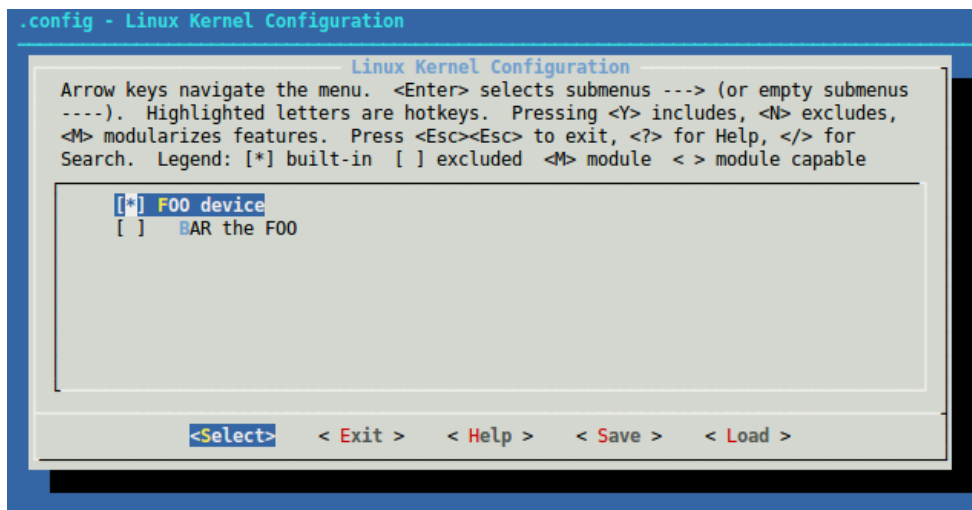 .config - Linux Kernel Configuration
Linux Kernel Configuration
Arrow keys navigate the menu.  <Enter> selects submenus ---> (or empty submenus
----).  Highlighted letters are hotkeys.  Pressing <Y> includes, <N> excludes,
<M> modularizes features.  Press <Esc><Esc> to exit, <?> for Help, </> for
Search.  Legend: [*] built-in  [ ] excluded  <M> module  < > module capable
[*] FOO device
[ ]   BAR the FOO
<Select>    < Exit >    < Help >    < Save >    < Load >